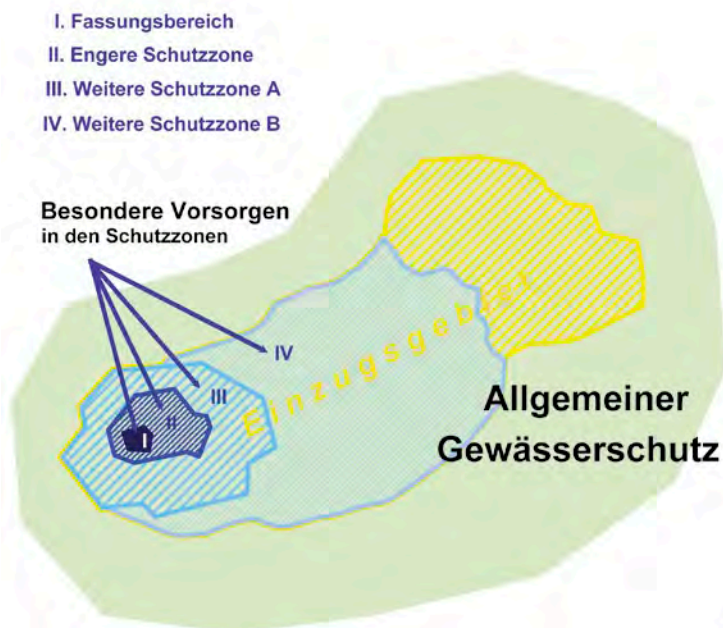 I. Fassungsbereich
II. Engere Schutzzone
III. Weitere Schutzzone A
IV. Weitere Schutzzone B
Besondere Vorsorgen
in den Schutzzonen
IV
III
II
I
Einzugsgebiet
Allgemeiner
Gewässerschutz